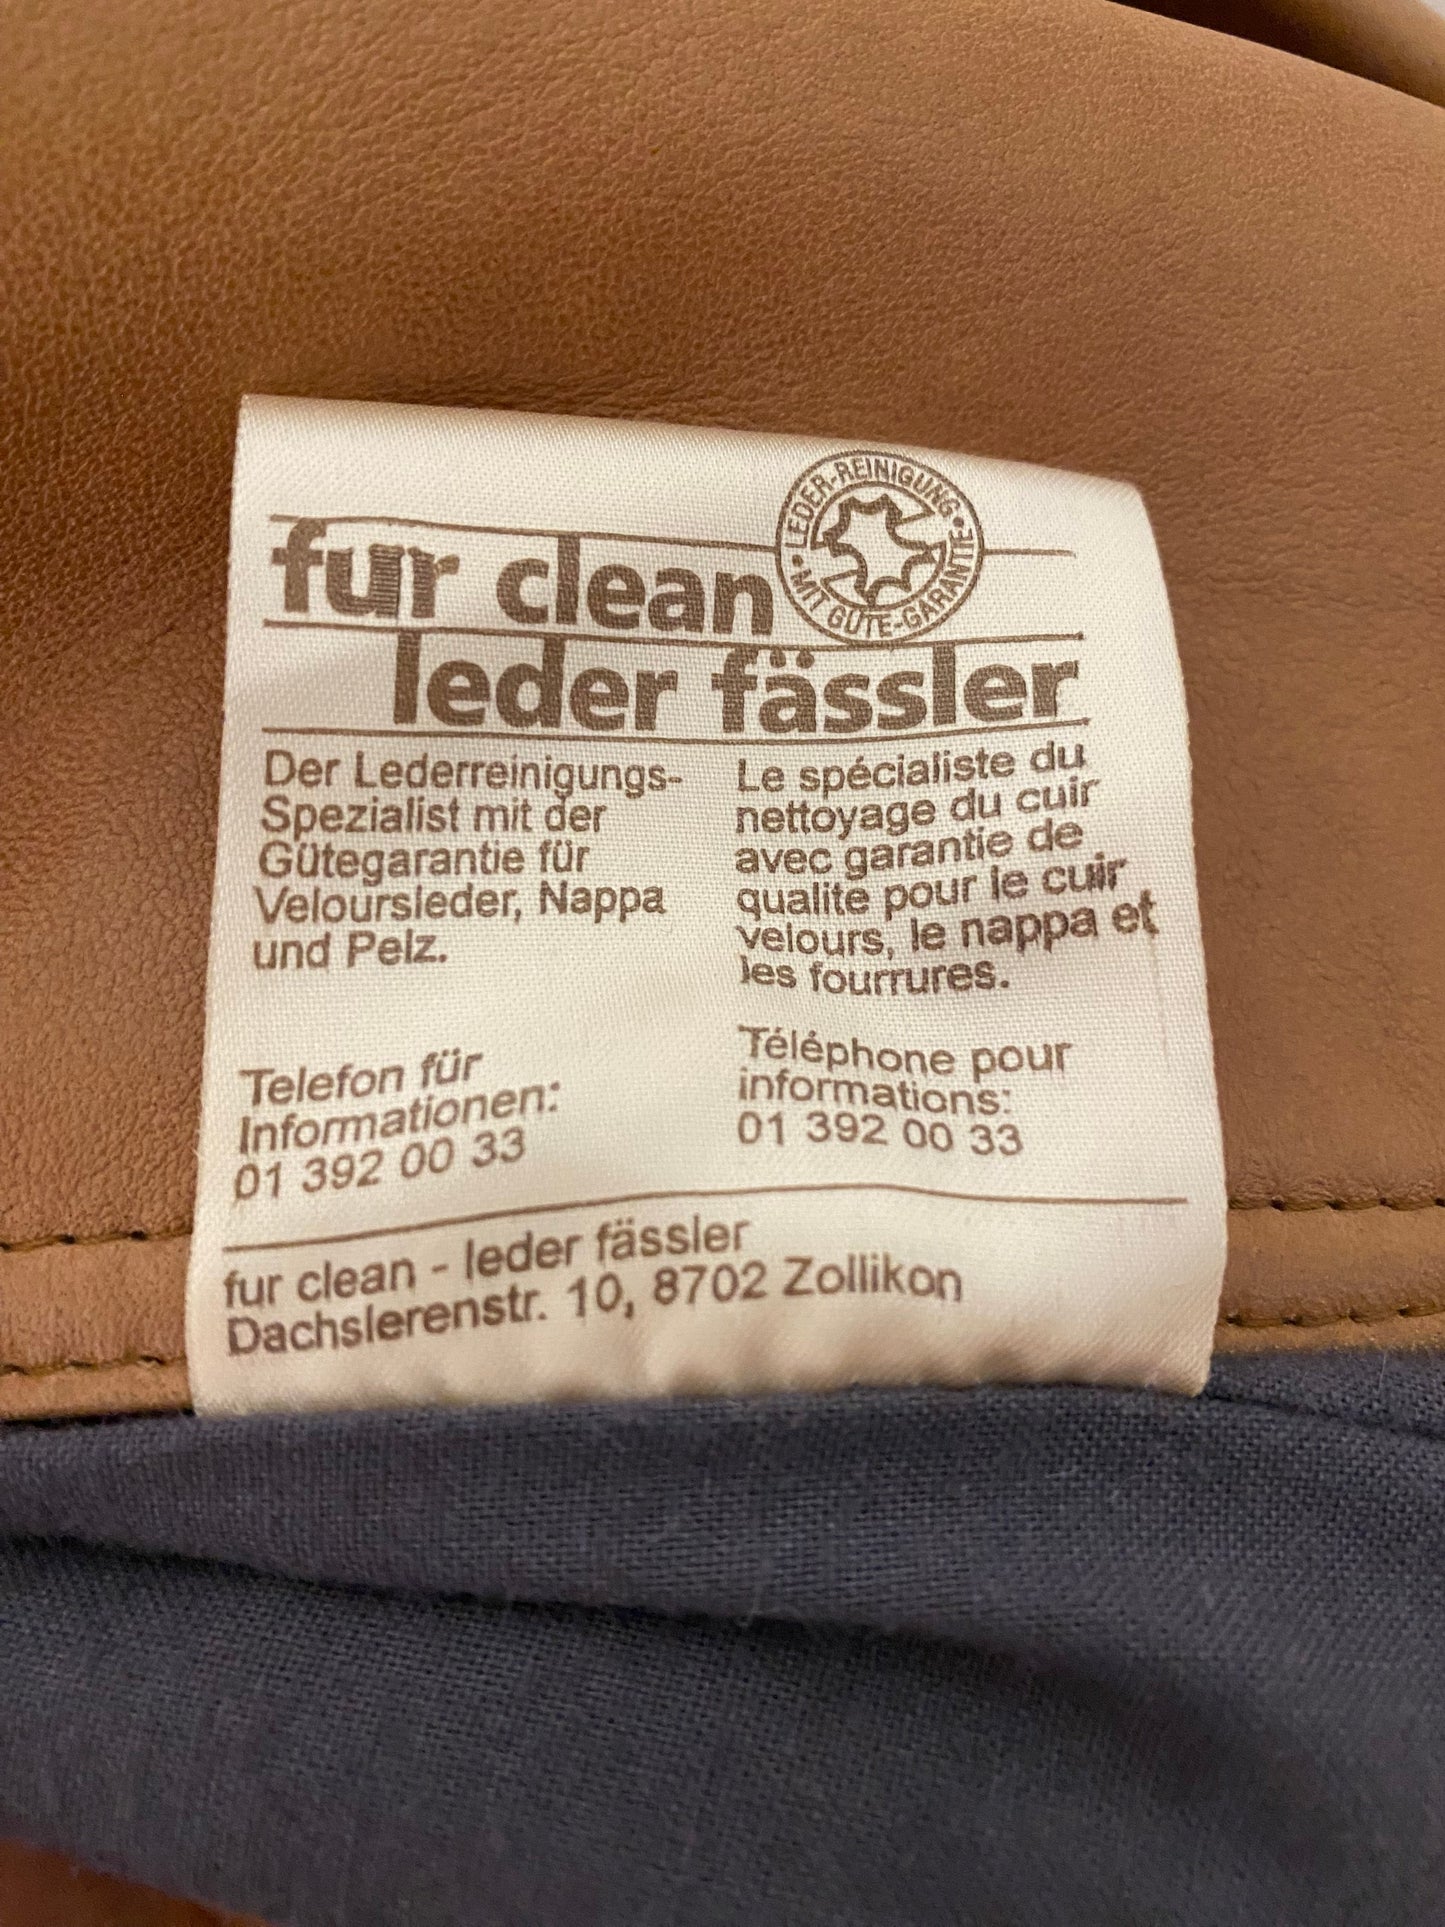 fur clean
LEDER-REINIGUNG
• MIT GÜTE-GARANTIE •
leder fässler
Der Lederreinigungs-
Spezialist mit der
Gütegarantie für
Veloursleder, Nappa
und Pelz.
Telefon für
Informationen:
01 392 00 33
Le spécialiste du
nettoyage du cuir
avec garantie de
qualité pour le cuir
velours, le nappa et
les fourrures.
Téléphone pour
informations:
01 392 00 33
fur clean - leder fässler
Dachslerenstr. 10, 8702 Zollikon